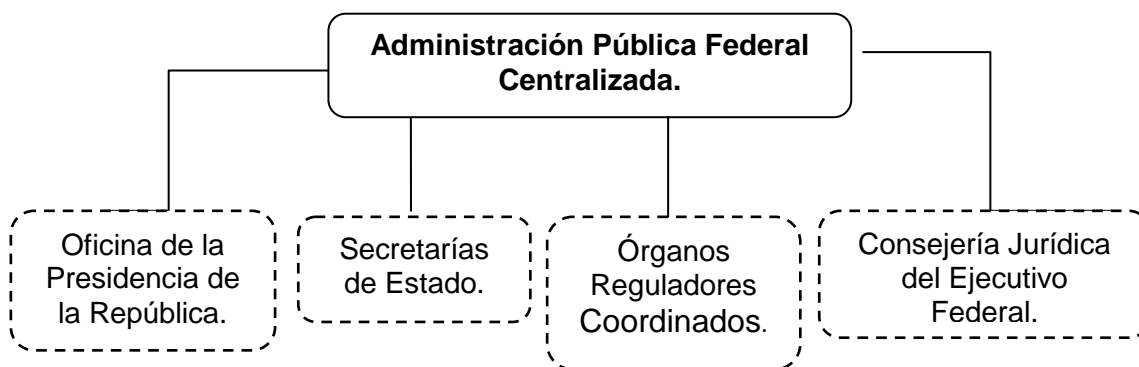 Administración Pública Federal
Centralizada.
Oficina de la
Presidencia de
la República.
Secretarías
de Estado.
Órganos
Reguladores
Coordinados.
Consejería Jurídica
del Ejecutivo
Federal.